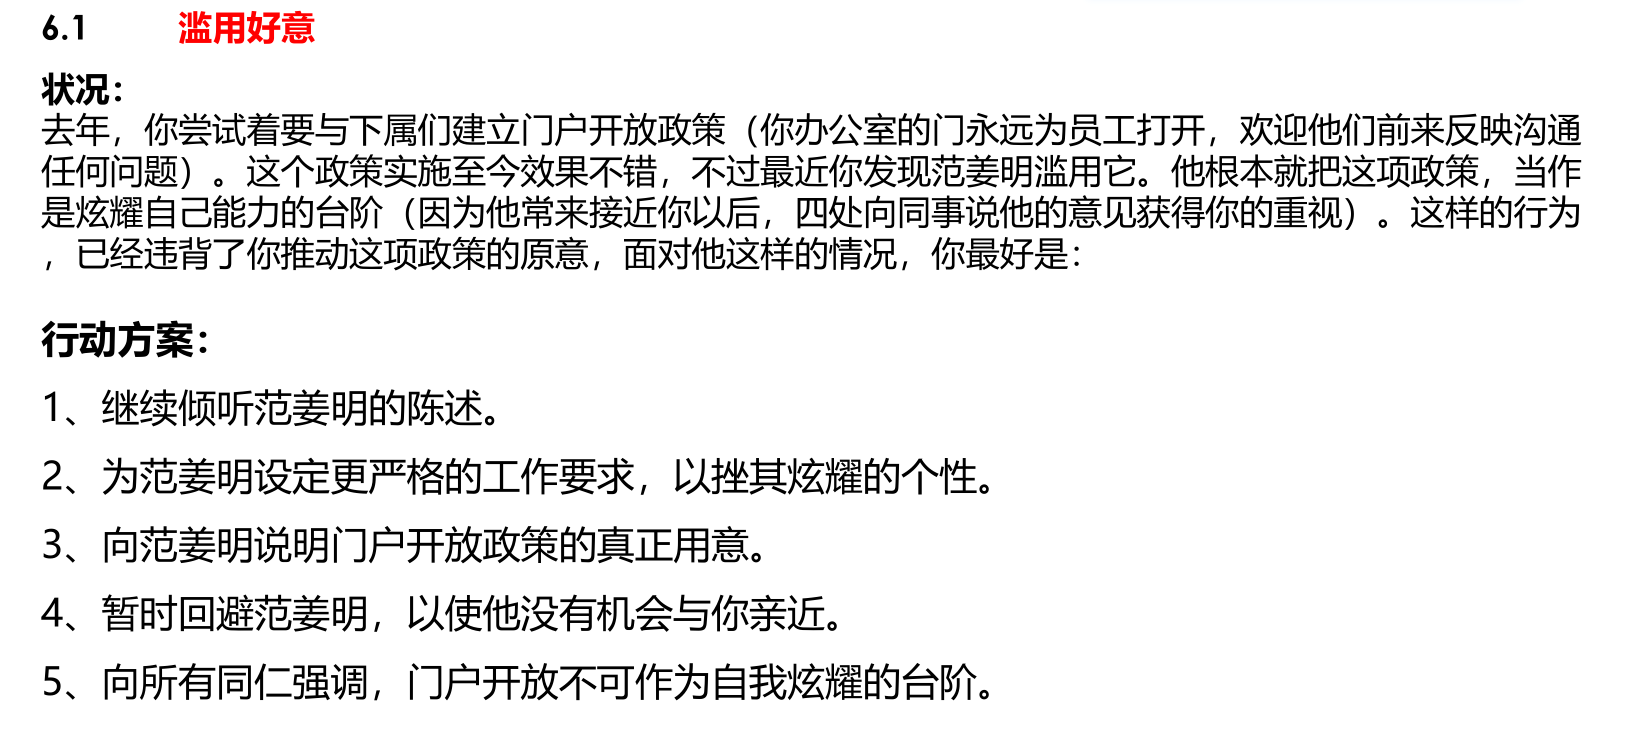 6.1 滥用好意
状况：
去年，你尝试着要与下属们建立门户开放政策（你办公室的门永远为员工打开，欢迎他们前来反映沟通
任何问题）。这个政策实施至今效果不错，不过最近你发现范姜明滥用它。他根本就把这项政策，当作
是炫耀自己能力的台阶（因为他常来接近你以后，四处向同事说他的意见获得你的重视）。这样的行为
，已经违背了你推动这项政策的原意，面对他这样的情况，你最好是：
行动方案：
1、继续倾听范姜明的陈述。
2、为范姜明设定更严格的工作要求，以挫其炫耀的个性。
3、向范姜明说明门户开放政策的真正用意。
4、暂时回避范姜明，以使他没有机会与你亲近。
5、向所有同仁强调，门户开放不可作为自我炫耀的台阶。